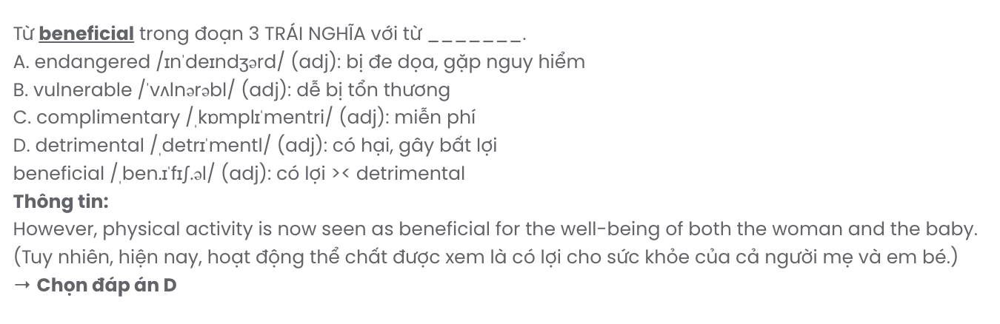 Từ beneficial trong đoạn 3 TRÁI NGHĨA với từ _______.
A. endangered /ɪnˈdeɪndʒərd/ (adj): bị đe dọa, gặp nguy hiểm
B. vulnerable /ˈvʌlnərəbl/ (adj): dễ bị tổn thương
C. complimentary /ˌkɒmplɪˈmentri/ (adj): miễn phí
D. detrimental /ˌdetrɪˈmentl/ (adj): có hại, gây bất lợi
beneficial /ˌben.ɪˈfɪʃ.əl/ (adj): có lợi >< detrimental
Thông tin:
However, physical activity is now seen as beneficial for the well-being of both the woman and the baby.
(Tuy nhiên, hiện nay, hoạt động thể chất được xem là có lợi cho sức khỏe của cả người mẹ và em bé.)
→ Chọn đáp án D